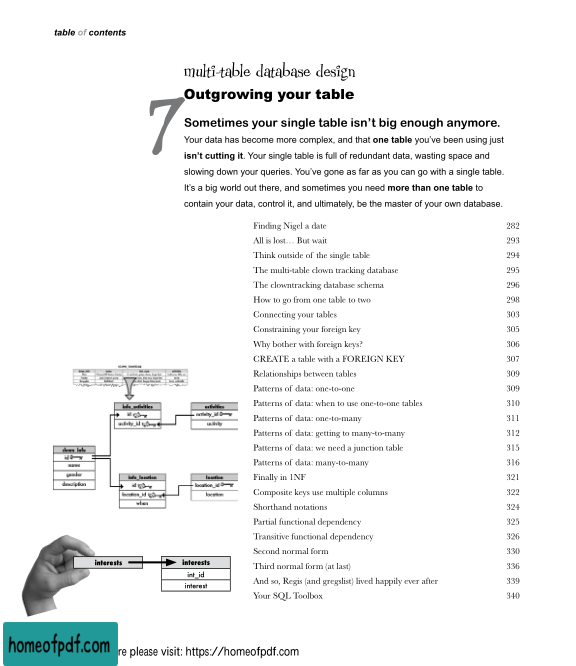 table of contents
multi-table database design
7
Outgrowing your table
Sometimes your single table isn't big enough anymore.
Your data has become more complex, and that one table you've been using just
isn't cutting it. Your single table is full of redundant data, wasting space and
slowing down your queries. You've gone as far as you can go with a single table.
It's a big world out there, and sometimes you need more than one table to
contain your data, control it, and ultimately, be the master of your own database.
Finding Nigel a date 282
All is lost… But wait 293
Think outside of the single table 294
The multi-table clown tracking database 295
The clowntracking database schema 296
How to go from one table to two 298
Connecting your tables 303
Constraining your foreign key 305
Why bother with foreign keys? 306
CREATE a table with a FOREIGN KEY 307
Relationships between tables 309
Patterns of data: one-to-one 309
Patterns of data: when to use one-to-one tables 310
Patterns of data: one-to-many 311
Patterns of data: getting to many-to-many 312
Patterns of data: we need a junction table 315
Patterns of data: many-to-many 316
Finally in 1NF 321
Composite keys use multiple columns 322
Shorthand notations 324
Partial functional dependency 325
Transitive functional dependency 326
Second normal form 330
Third normal form (at last) 336
And so, Regis (and gregslist) lived happily ever after 339
Your SQL Toolbox 340
info_activities
id
activity_id
activities
activity_id
activity
clown_info
id
name
gender
description
info_location
id
location_id
when
location
location_id
location
interests
interests
int_id
interest
homeofpdf.com
re please visit: https://homeofpdf.com